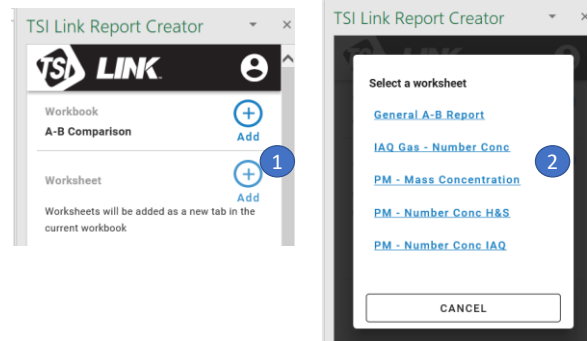 TSI Link Report Creator
TSI LINK
Workbook
A-B Comparison
Add
1
Worksheet
Add
Worksheets will be added as a new tab in the
current workbook
TSI Link Report Creator
Select a worksheet
General A-B Report
IAQ Gas - Number Conc
2
PM - Mass Concentration
PM - Number Conc H&S
PM - Number Conc IAQ
CANCEL